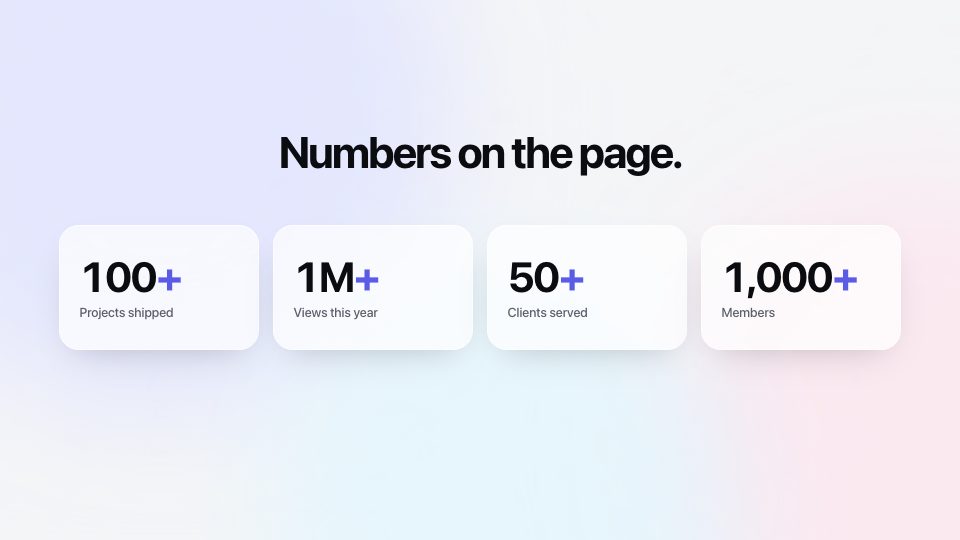 Numbers on the page.
100+
Projects shipped
1M+
Views this year
50+
Clients served
1,000+
Members